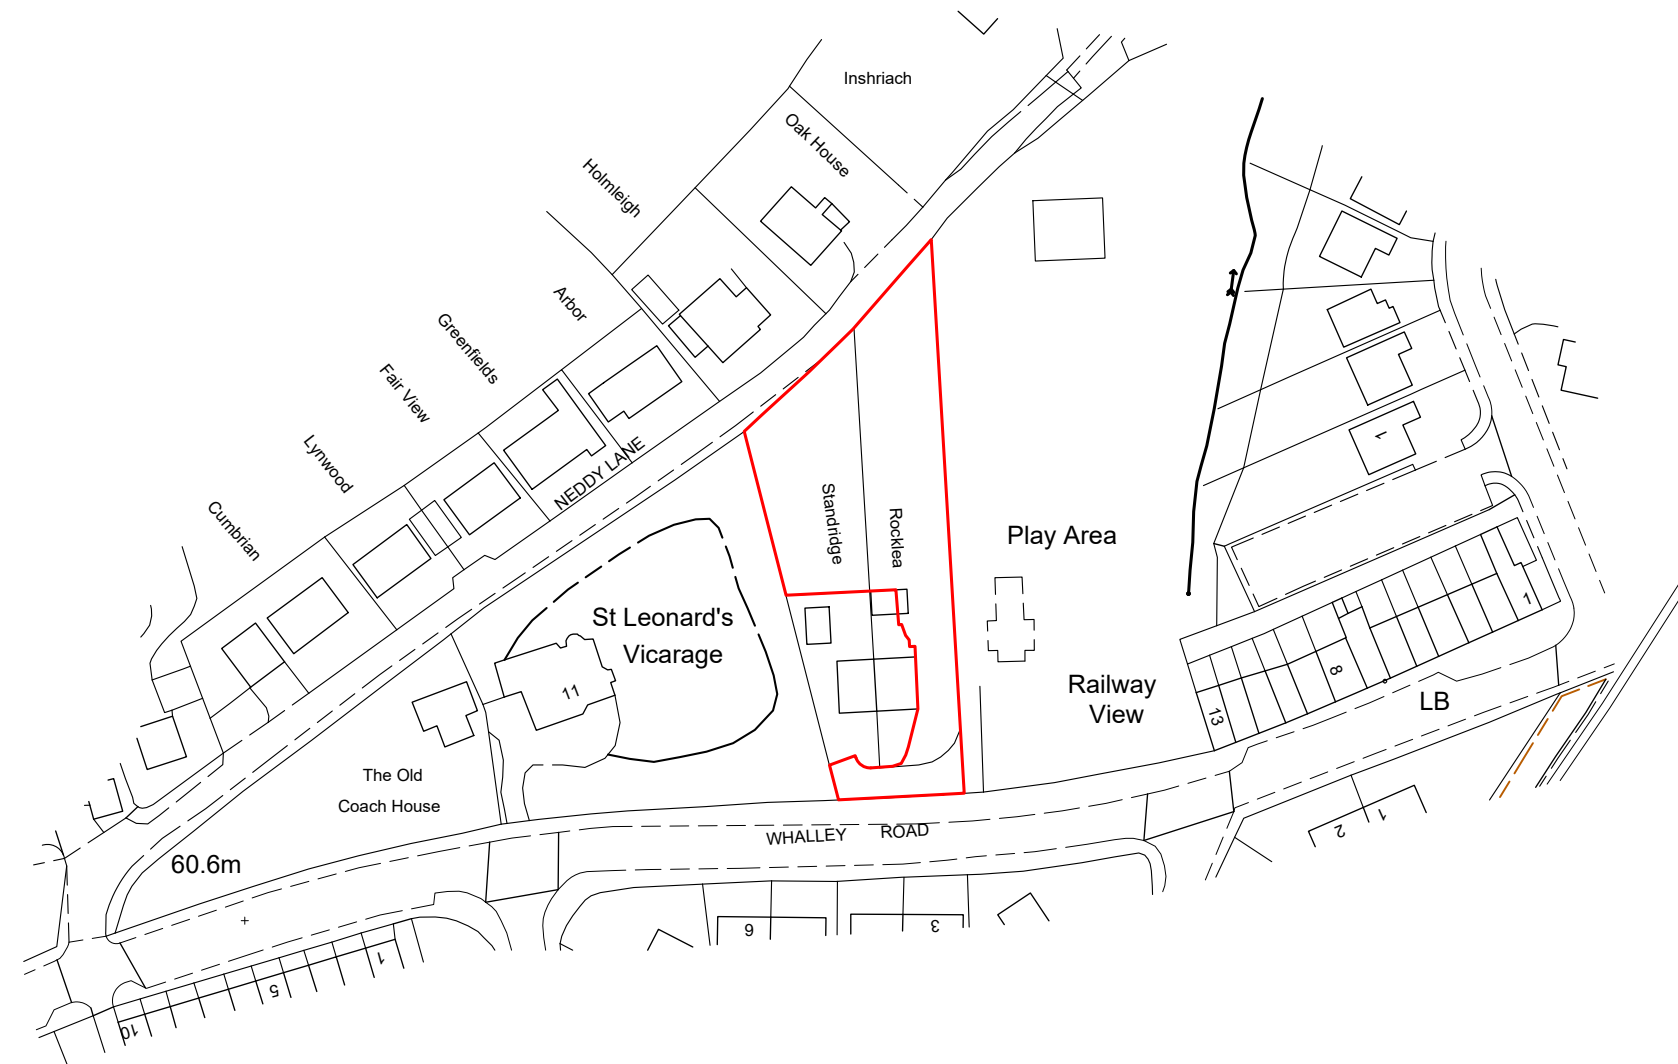 Inshriach
Oak House
Holmleigh
Arbor
Greenfields
Fair View
Lynwood
Cumbrian
NEDDY LANE
Standridge
Rocklea
Play Area
1
St Leonard's
Vicarage
11
Railway
View
1
8
13
LB
The Old
Coach House
WHALLEY ROAD
60.6m
2
1
6
3
1
5
10